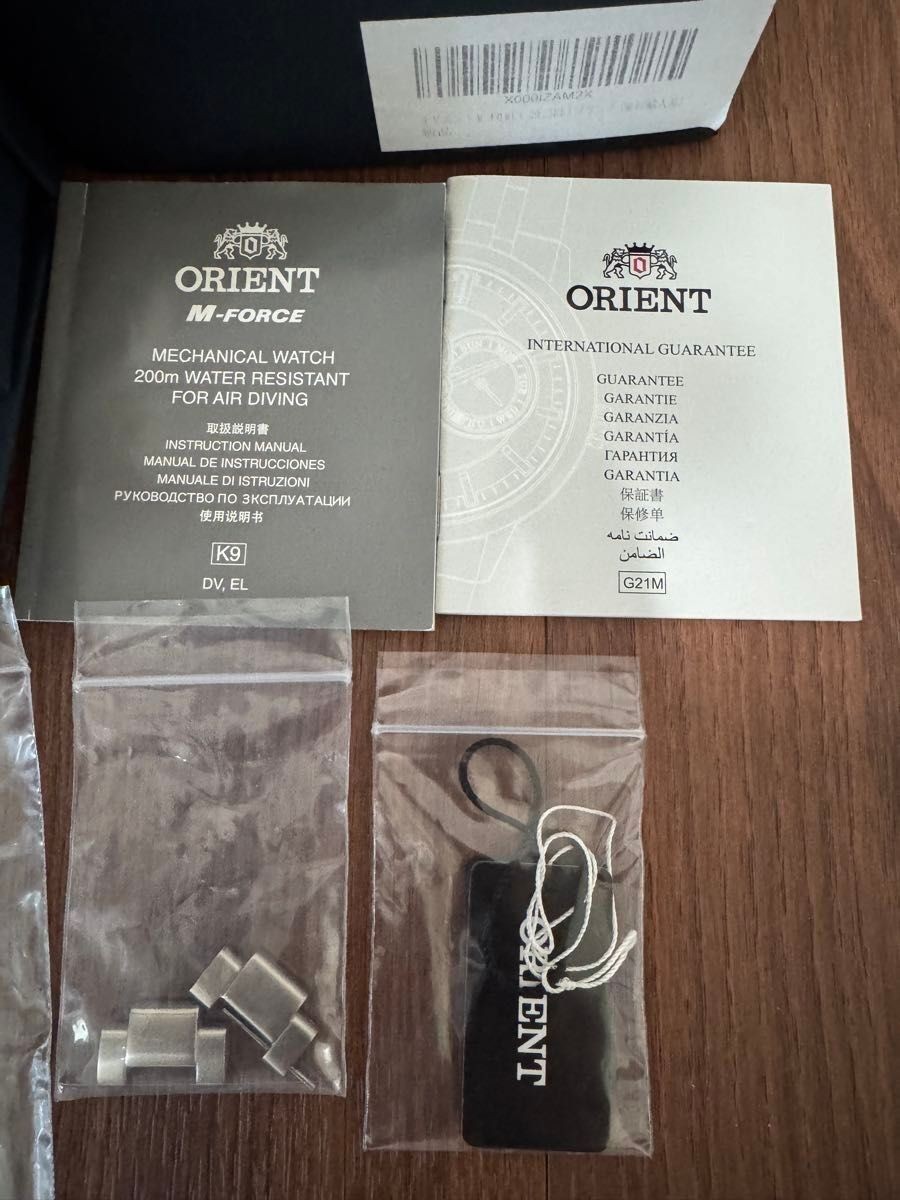 X000IZAM2X
ORIENT
M-FORCE
MECHANICAL WATCH
200m WATER RESISTANT
FOR AIR DIVING
取扱説明書
INSTRUCTION MANUAL
MANUAL DE INSTRUCCIONES
MANUALE DI ISTRUZIONI
РУКОВОДСТВО ПО ЗКСПЛУАТАЦИИ
使用说明书
K9
DV, EL
ORIENT
INTERNATIONAL GUARANTEE
GUARANTEE
GARANTIE
GARANZIA
GARANTÍA
ГАРАНТИЯ
GARANTIA
保証書
保修单
ضمانت نامه
الضامن
G21M
ORIENT